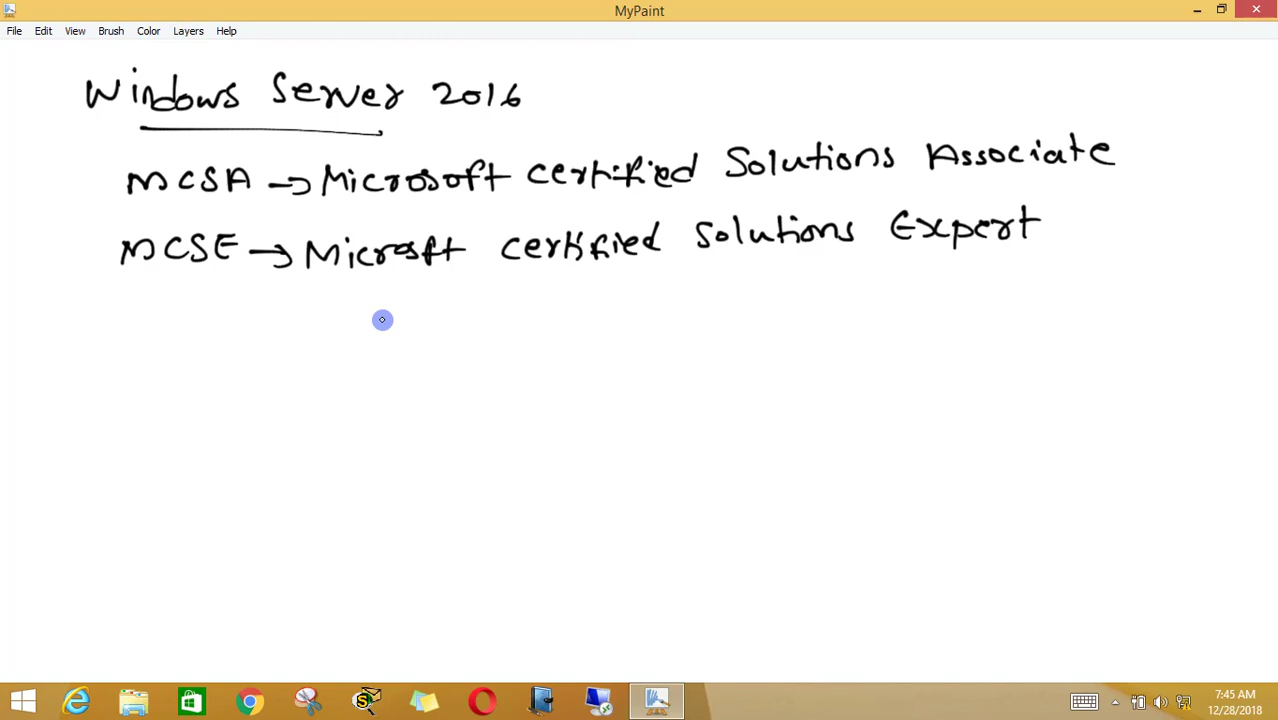 MyPaint
File Edit View Brush Color Layers Help
Windows Server 2016
MCSA → Microsoft certified Solutions Associate
MCSE → Microsft certified Solutions Expert
7:45 AM
12/28/2018